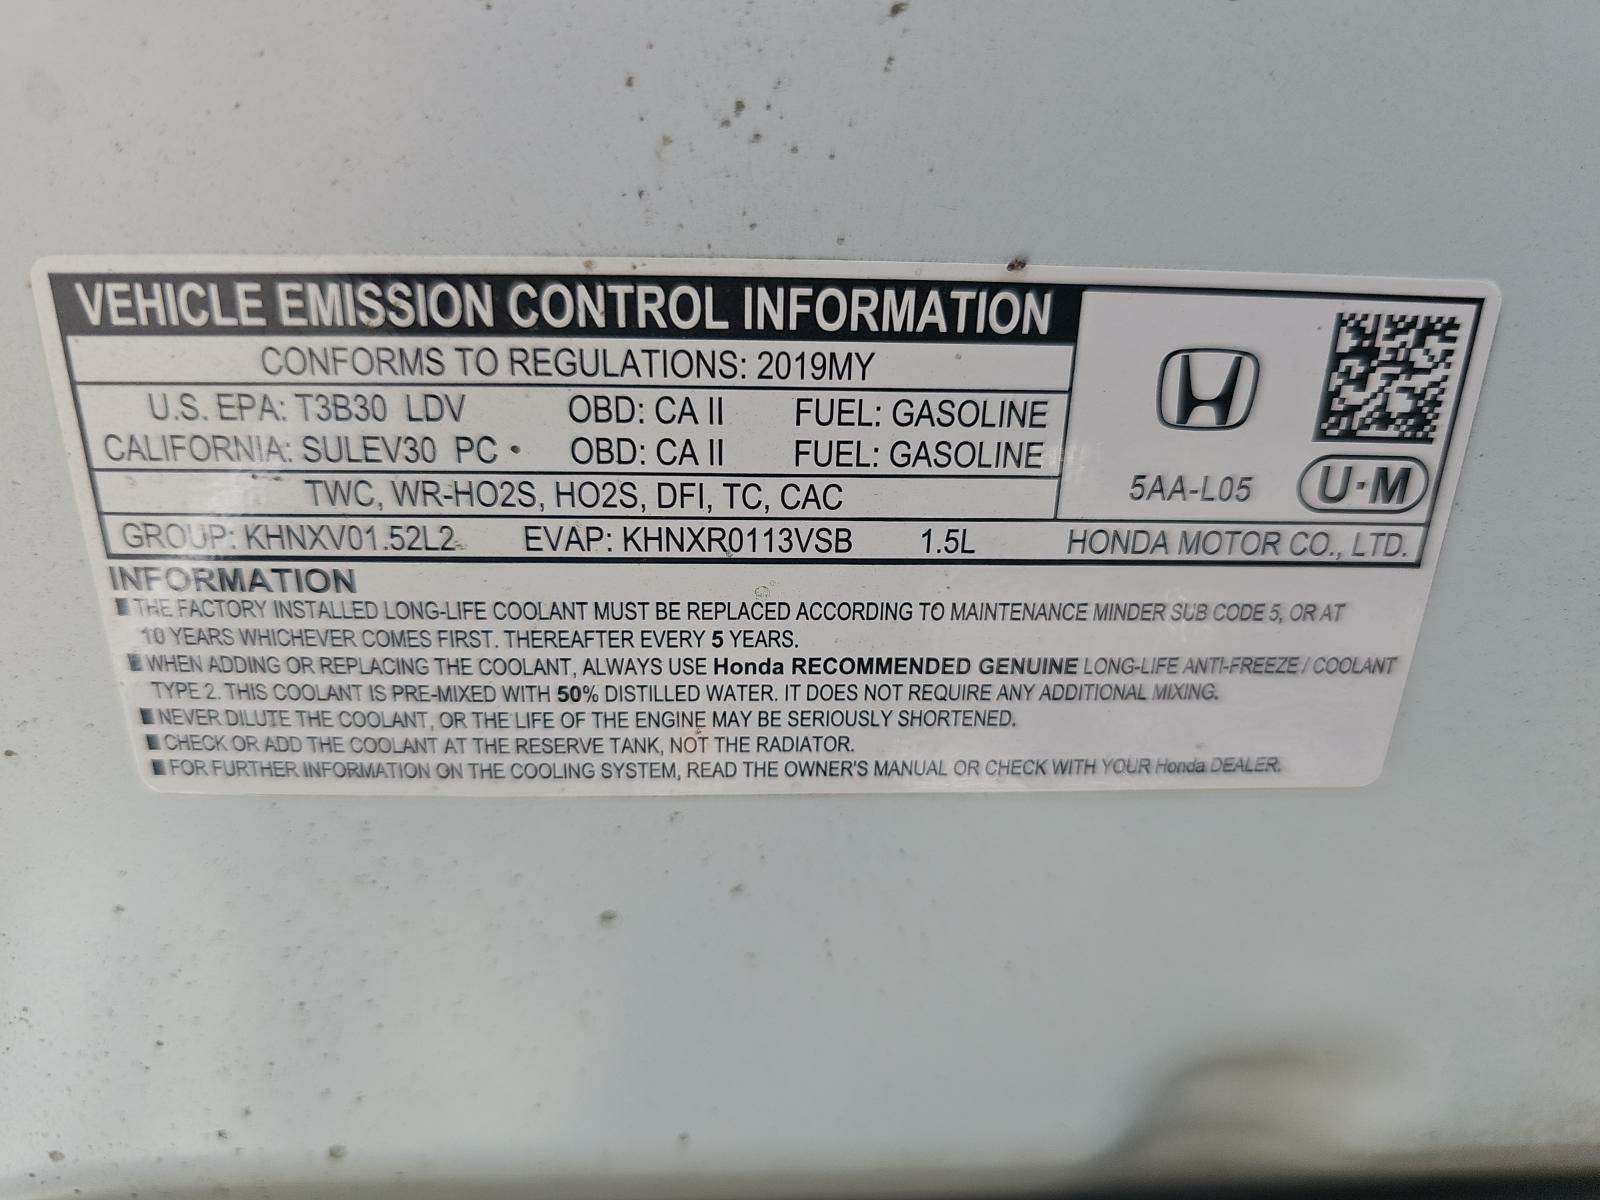 VEHICLE EMISSION CONTROL INFORMATION
CONFORMS TO REGULATIONS: 2019MY
U.S. EPA: T3B30 LDV OBD: CA II FUEL: GASOLINE
CALIFORNIA: SULEV30 PC • OBD: CA II FUEL: GASOLINE
5AA-L05 U·M
TWC, WR-HO2S, HO2S, DFI, TC, CAC
GROUP: KHNXV01.52L2 EVAP: KHNXR0113VSB 1.5L HONDA MOTOR CO., LTD.
INFORMATION
■ THE FACTORY INSTALLED LONG-LIFE COOLANT MUST BE REPLACED ACCORDING TO MAINTENANCE MINDER SUB CODE 5, OR AT
10 YEARS WHICHEVER COMES FIRST. THEREAFTER EVERY 5 YEARS.
■ WHEN ADDING OR REPLACING THE COOLANT, ALWAYS USE Honda RECOMMENDED GENUINE LONG-LIFE ANTI-FREEZE / COOLANT
TYPE 2. THIS COOLANT IS PRE-MIXED WITH 50% DISTILLED WATER. IT DOES NOT REQUIRE ANY ADDITIONAL MIXING.
■ NEVER DILUTE THE COOLANT, OR THE LIFE OF THE ENGINE MAY BE SERIOUSLY SHORTENED.
■ CHECK OR ADD THE COOLANT AT THE RESERVE TANK, NOT THE RADIATOR.
■ FOR FURTHER INFORMATION ON THE COOLING SYSTEM, READ THE OWNER'S MANUAL OR CHECK WITH YOUR Honda DEALER.